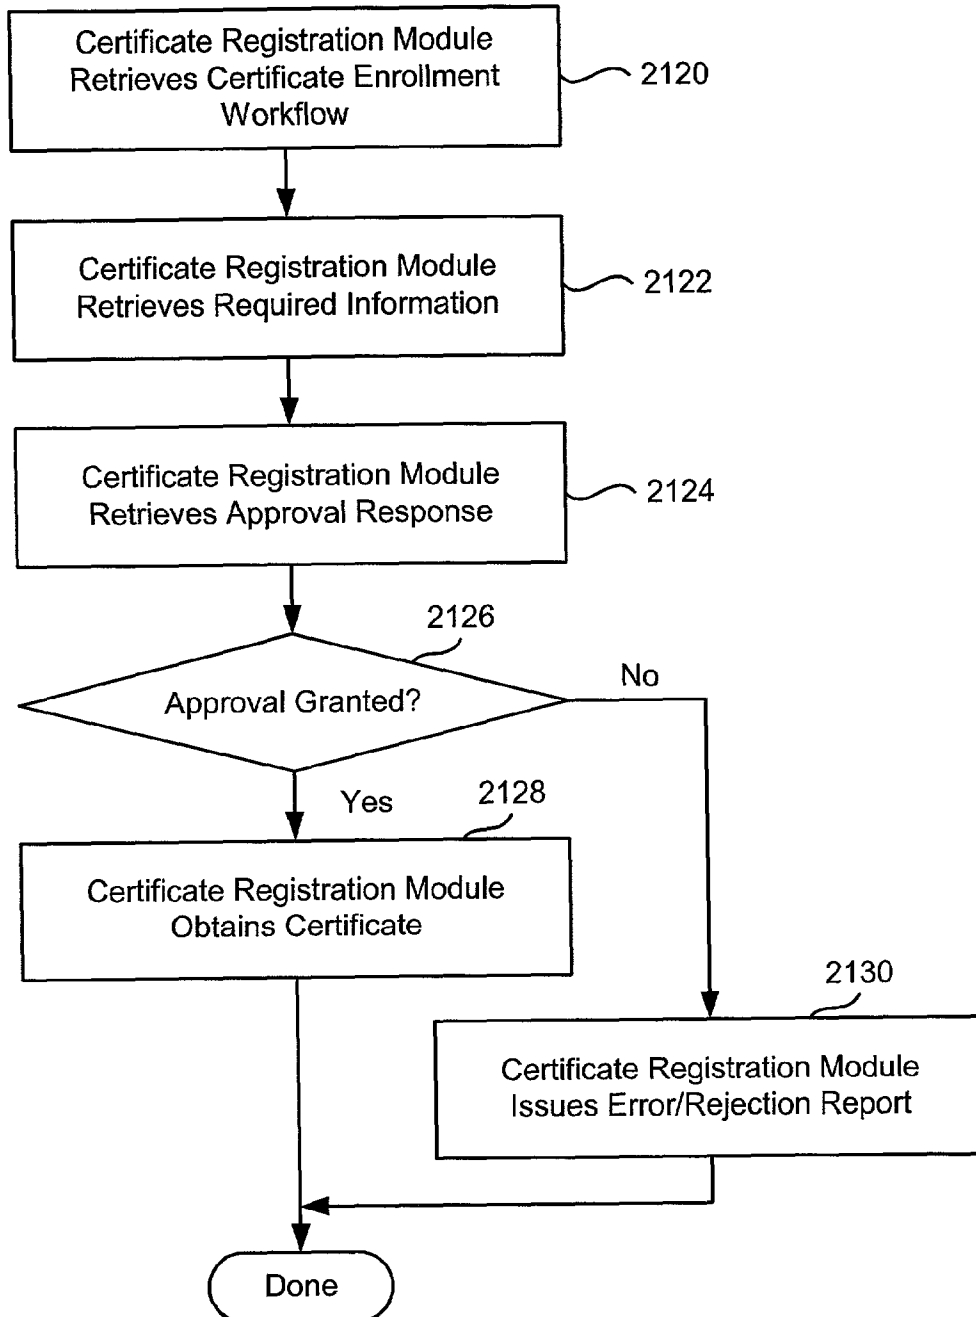 Certificate Registration Module
Retrieves Certificate Enrollment
Workflow
2120
Certificate Registration Module
Retrieves Required Information
2122
Certificate Registration Module
Retrieves Approval Response
2124
2126
Approval Granted?
No
Yes
2128
Certificate Registration Module
Obtains Certificate
2130
Certificate Registration Module
Issues Error/Rejection Report
Done